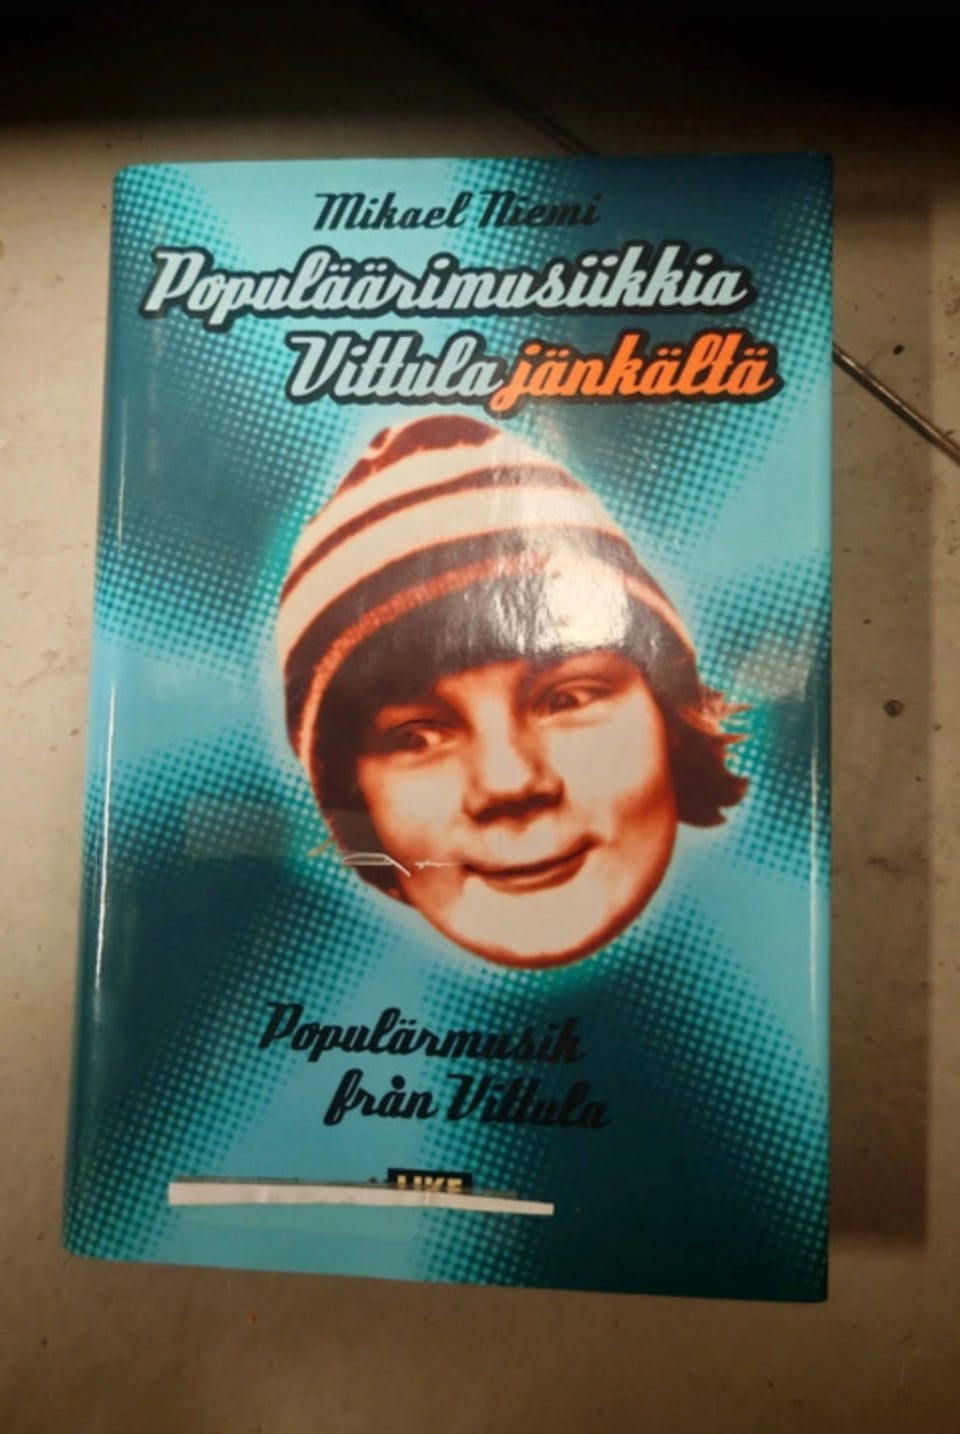 Mikael Niemi
Populäärimusiikkia
Vittulajänkältä
Populärmusik
från Vittula
LIKE